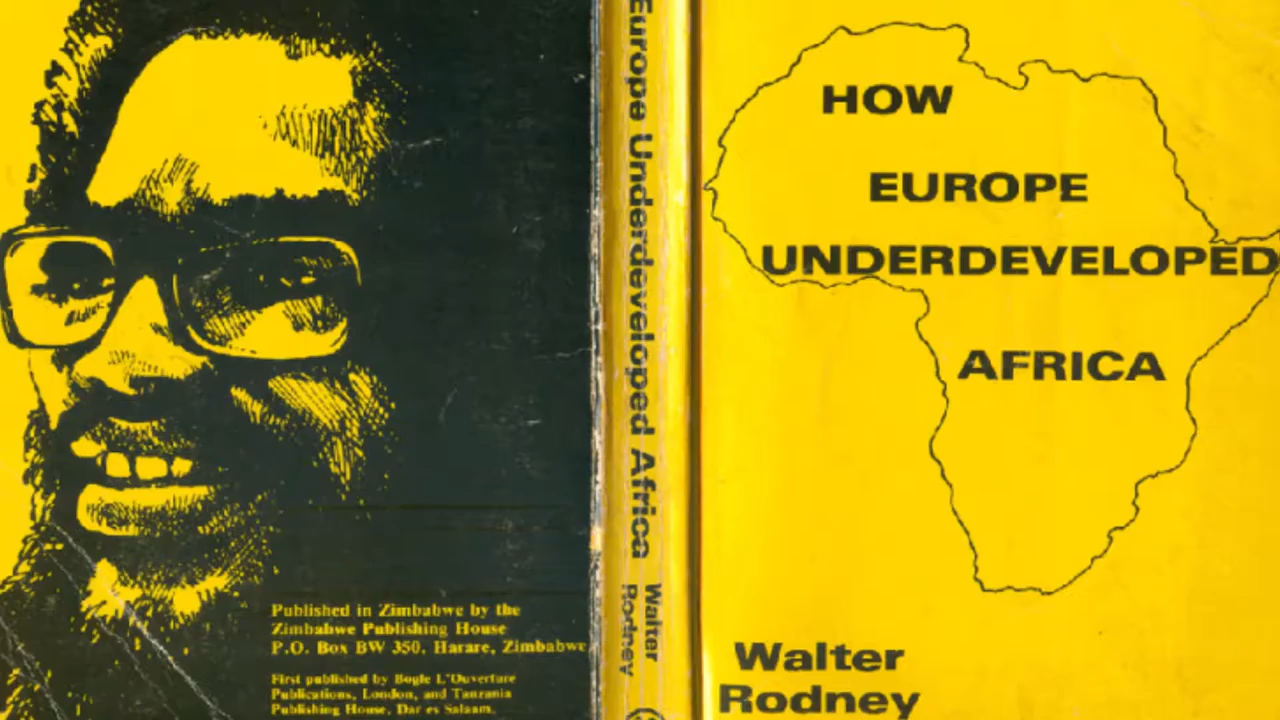 Published in Zimbabwe by the
Zimbabwe Publishing House
P.O. Box BW 350, Harare, Zimbabwe
First published by Bogle L'Ouverture
Publications, London, and Tanzania
Publishing House, Dar es Salaam.
Europe Underdeveloped Africa
Walter
Rodney
HOW
EUROPE
UNDERDEVELOPED
AFRICA
Walter
Rodney